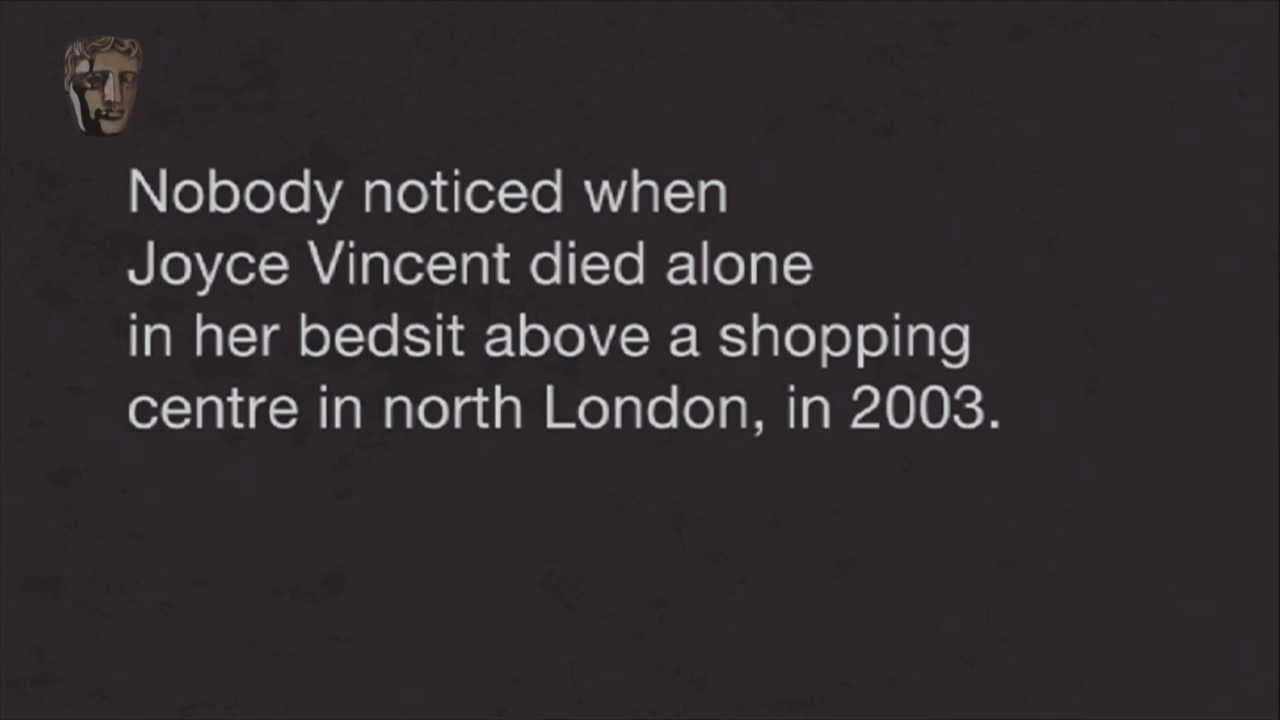 Nobody noticed when
Joyce Vincent died alone
in her bedsit above a shopping
centre in north London, in 2003.